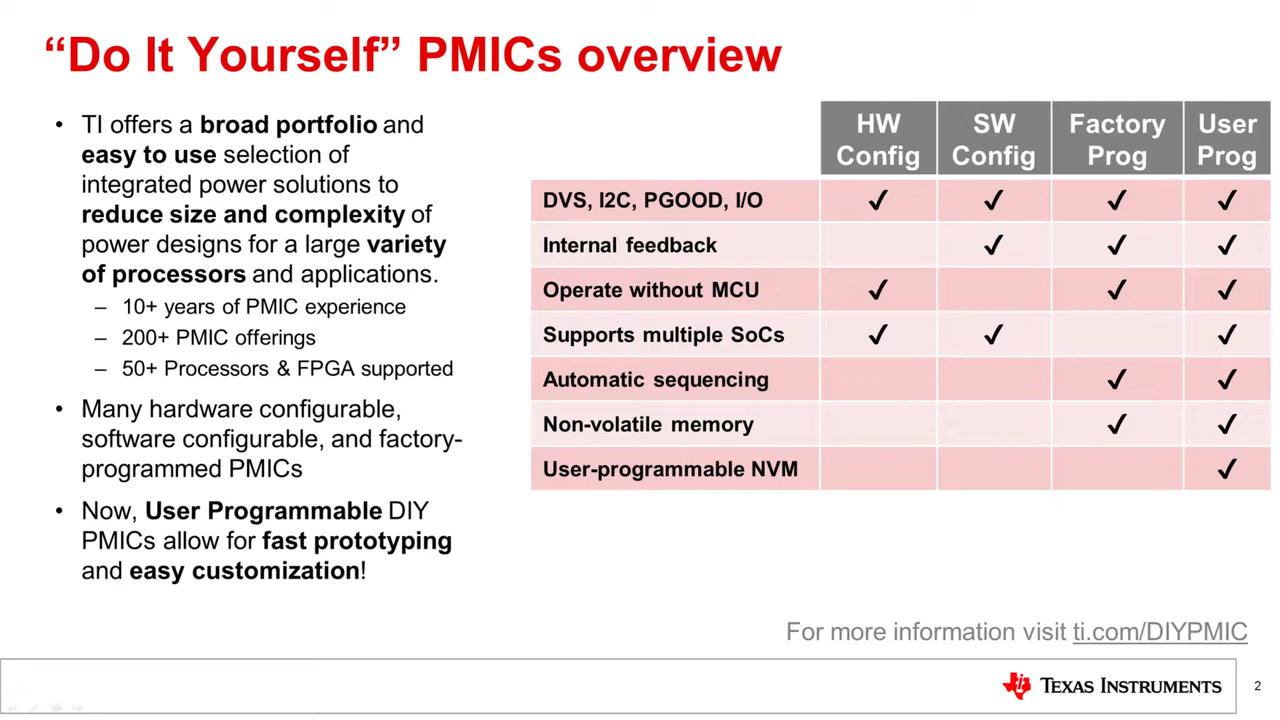 “Do It Yourself” PMICs overview
• TI offers a broad portfolio and
easy to use selection of
integrated power solutions to
reduce size and complexity of
power designs for a large variety
of processors and applications.
– 10+ years of PMIC experience
– 200+ PMIC offerings
– 50+ Processors & FPGA supported
• Many hardware configurable,
software configurable, and factory-
programmed PMICs
• Now, User Programmable DIY
PMICs allow for fast prototyping
and easy customization!
HW Config SW Config Factory Prog User Prog
DVS, I2C, PGOOD, I/O ✓ ✓ ✓ ✓
Internal feedback ✓ ✓ ✓
Operate without MCU ✓ ✓ ✓
Supports multiple SoCs ✓ ✓ ✓
Automatic sequencing ✓ ✓
Non-volatile memory ✓ ✓
User-programmable NVM ✓
For more information visit ti.com/DIYPMIC
TEXAS INSTRUMENTS
2